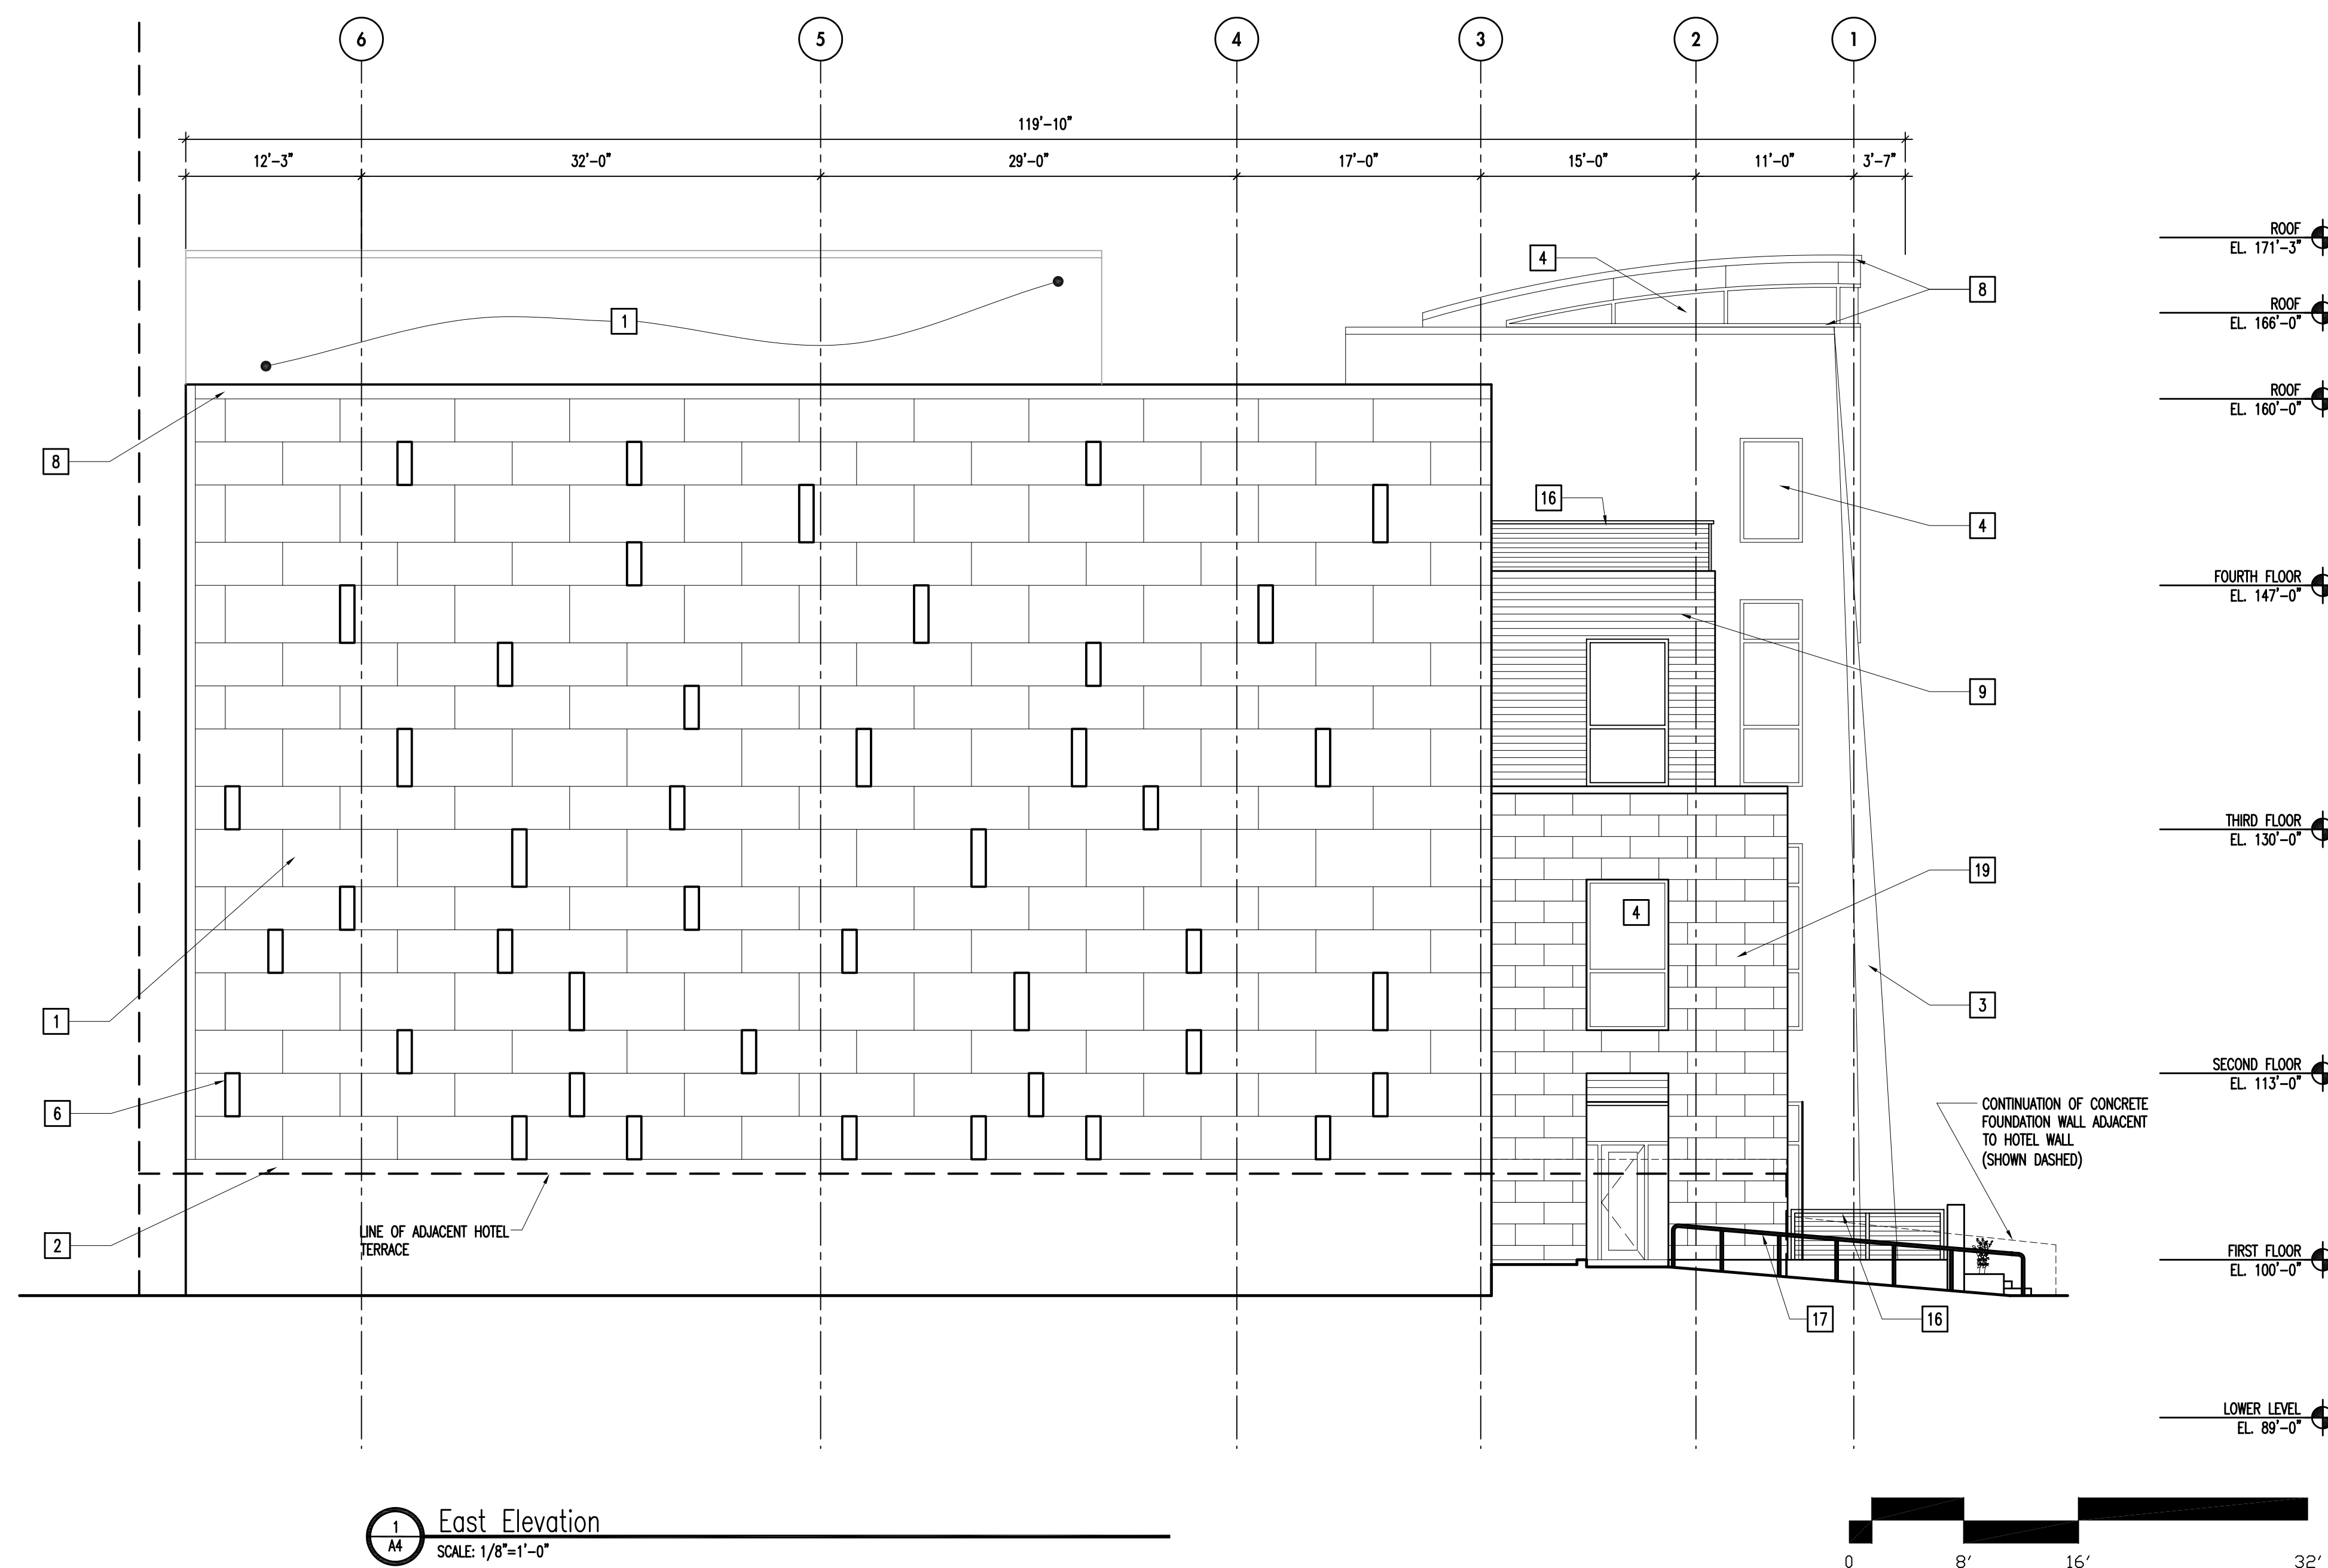 6 5 4 3 2 1
119'-10"
12'-3" 32'-0" 29'-0" 17'-0" 15'-0" 11'-0" 3'-7"
ROOF
EL. 171'-3"
4
8
1
ROOF
EL. 166'-0"
ROOF
EL. 160'-0"
8
16
4
FOURTH FLOOR
EL. 147'-0"
9
THIRD FLOOR
EL. 130'-0"
19
4
1
3
SECOND FLOOR
EL. 113'-0"
6
CONTINUATION OF CONCRETE
FOUNDATION WALL ADJACENT
TO HOTEL WALL
(SHOWN DASHED)
2
LINE OF ADJACENT HOTEL
TERRACE
FIRST FLOOR
EL. 100'-0"
17
16
LOWER LEVEL
EL. 89'-0"
1
A4
East Elevation
SCALE: 1/8"=1'-0"
0 8' 16' 32'